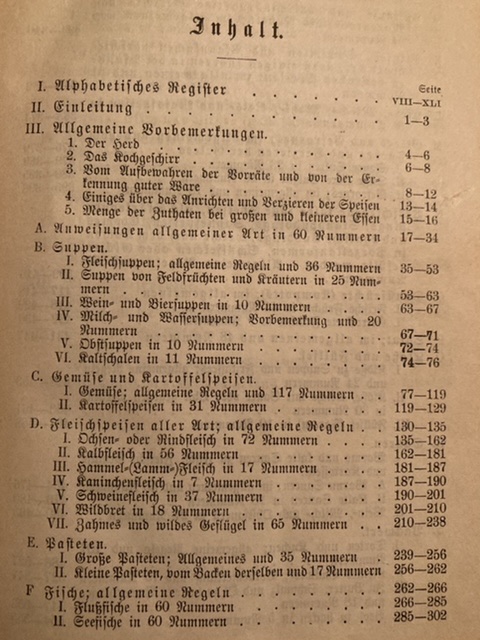 Inhalt.
Seite
I. Alphabetisches Register . . . . . . VIII—XLI
II. Einleitung . . . . . . . . . 1—3
III. Allgemeine Vorbemerkungen.
1. Der Herd . . . . . . . . . 4—6
2. Das Kochgeschirr . . . . . . . . 6—8
3. Vom Aufbewahren der Vorräte und von der Er-
kennung guter Ware . . . . . . . 8—12
4. Einiges über das Anrichten und Verzieren der Speisen 13—14
5. Menge der Zuthaten bei großen und kleineren Essen 15—16
A. Anweisungen allgemeiner Art in 60 Nummern 17—34
B. Suppen.
I. Fleischsuppen; allgemeine Regeln und 36 Nummern 35—53
II. Suppen von Feldfrüchten und Kräutern in 25 Num-
mern . . . . . . . . . . 53—63
III. Wein- und Biersuppen in 10 Nummern . . . 63—67
IV. Milch- und Wassersuppen; Vorbemerkung und 20
Nummern . . . . . . . . . 67—71
V. Obstsuppen in 10 Nummern . . . . . 72—74
VI. Kaltschalen in 11 Nummern . . . . . 74—76
C. Gemüse und Kartoffelspeisen.
I. Gemüse; allgemeine Regeln und 117 Nummern . . 77—119
II. Kartoffelspeisen in 31 Nummern . . . . 119—129
D. Fleischspeisen aller Art; allgemeine Regeln . 130—135
I. Ochsen- oder Rindfleisch in 72 Nummern . . . 135—162
II. Kalbfleisch in 56 Nummern . . . . . 162—181
III. Hammel-(Lamm-)Fleisch in 17 Nummern . . . 181—187
IV. Kaninchenfleisch in 7 Nummern . . . . 187—190
V. Schweinefleisch in 37 Nummern . . . . 190—201
VI. Wildbret in 18 Nummern . . . . . 201—210
VII. Zahmes und wildes Geflügel in 65 Nummern . . 210—238
E. Pasteten.
I. Große Pasteten; Allgemeines und 35 Nummern . 239—256
II. Kleine Pasteten, vom Backen derselben und 17 Nummern 256—262
F Fische; allgemeine Regeln . . . . . 262—266
I. Flußfische in 60 Nummern . . . . . 266—285
II. Seefische in 60 Nummern . . . . . 285—302